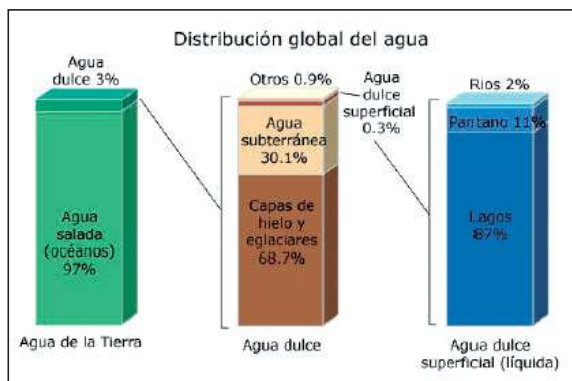 Distribución global del agua
Agua
dulce 3%
Agua
salada
(océanos)
97%
Agua de la Tierra
Otros 0.9%
Agua
dulce
superficial
0.3%
Agua
subterránea
30.1%
Capas de
hielo y
eglaciares
68.7%
Agua dulce
Rios 2%
Pantano 11%
Lagos
87%
Agua dulce
superficial (líquida)